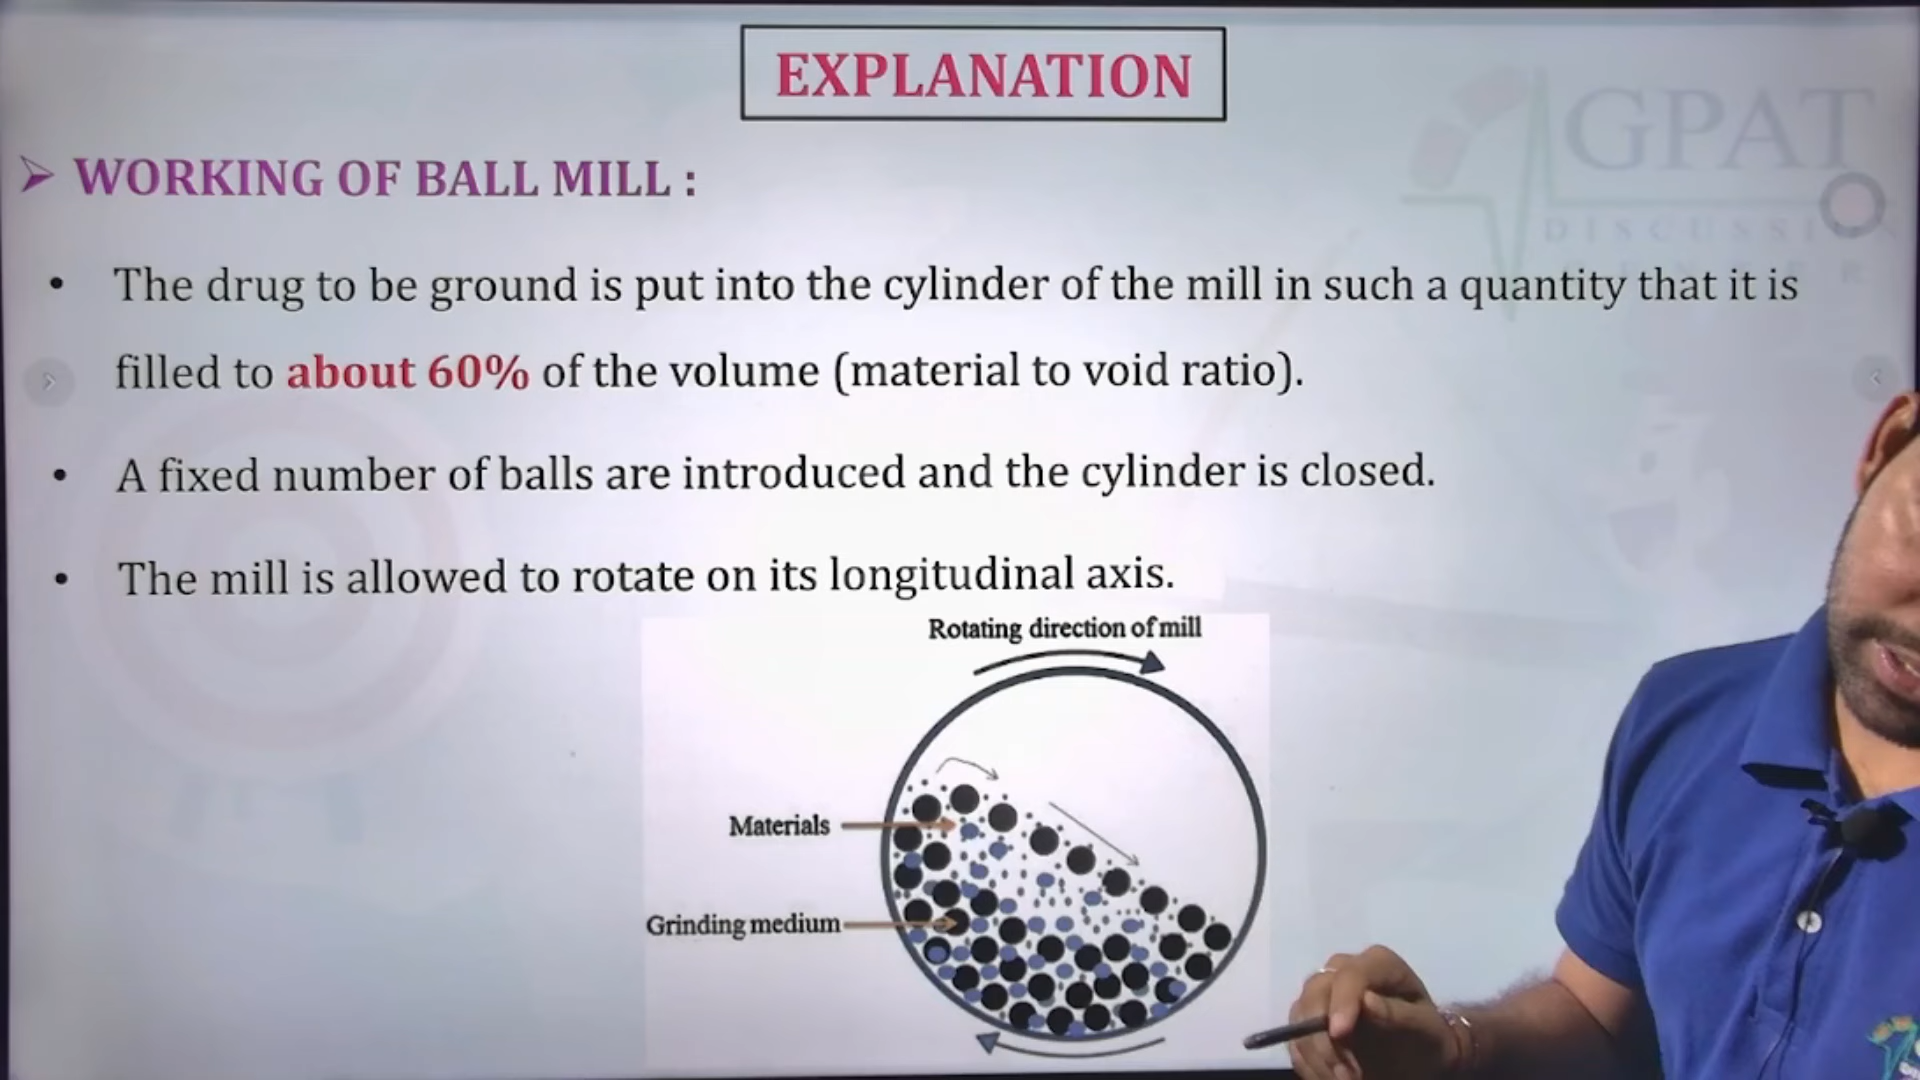 EXPLANATION
GPAT
DISCUSSI
➢ WORKING OF BALL MILL :
• The drug to be ground is put into the cylinder of the mill in such a quantity that it is
filled to about 60% of the volume (material to void ratio).
• A fixed number of balls are introduced and the cylinder is closed.
• The mill is allowed to rotate on its longitudinal axis.
Rotating direction of mill
Materials
Grinding medium